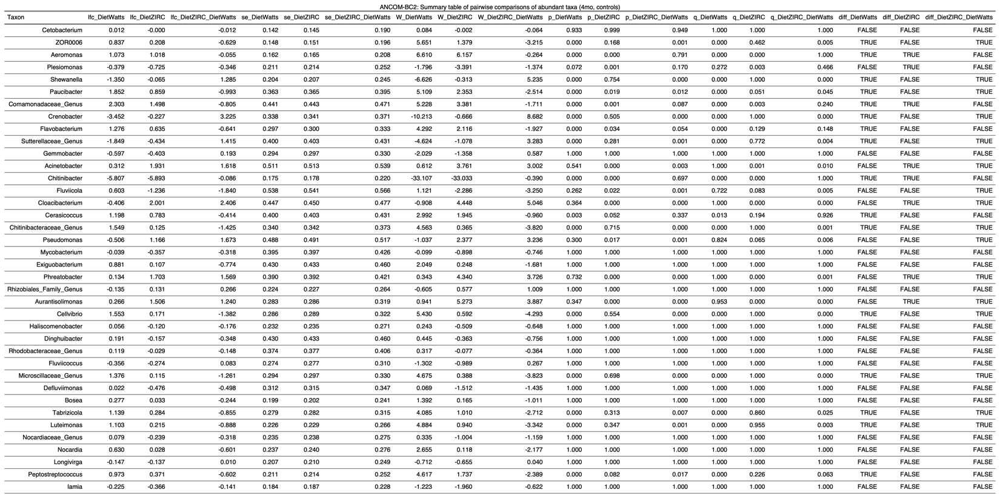 ANCOM-BC2: Summary table of pairwise comparisons of abundant taxa (4mo, controls)
Taxon lfc_DietWatts lfc_DietZIRC lfc_DietZIRC_DietWatts se_DietWatts se_DietZIRC se_DietZIRC_DietWatts W_DietWatts W_DietZIRC W_DietZIRC_DietWatts p_DietWatts p_DietZIRC p_DietZIRC_DietWatts q_DietWatts q_DietZIRC q_DietZIRC_DietWatts diff_DietWatts diff_DietZIRC diff_DietZIRC_DietWatts
Cetobacterium 0.012 -0.000 -0.012 0.142 0.145 0.190 0.084 -0.002 -0.064 0.933 0.999 0.949 1.000 1.000 1.000 FALSE FALSE FALSE
ZOR0006 0.837 0.208 -0.629 0.148 0.151 0.196 5.651 1.379 -3.215 0.000 0.168 0.001 0.000 0.462 0.005 TRUE FALSE TRUE
Aeromonas 1.073 1.018 -0.055 0.162 0.165 0.208 6.610 6.157 -0.264 0.000 0.000 0.791 0.000 0.000 1.000 TRUE TRUE FALSE
Plesiomonas -0.379 -0.725 -0.346 0.211 0.214 0.252 -1.796 -3.391 -1.374 0.072 0.001 0.170 0.272 0.003 0.466 FALSE TRUE FALSE
Shewanella -1.350 -0.065 1.285 0.204 0.207 0.245 -6.626 -0.313 5.235 0.000 0.754 0.000 0.000 1.000 0.000 TRUE FALSE TRUE
Paucibacter 1.852 0.859 -0.993 0.363 0.365 0.395 5.109 2.353 -2.514 0.000 0.019 0.012 0.000 0.051 0.045 TRUE FALSE TRUE
Comamonadaceae_Genus 2.303 1.498 -0.805 0.441 0.443 0.471 5.228 3.381 -1.711 0.000 0.001 0.087 0.000 0.003 0.240 TRUE TRUE FALSE
Crenobacter -3.452 -0.227 3.225 0.338 0.341 0.371 -10.213 -0.666 8.682 0.000 0.505 0.000 0.000 1.000 0.000 TRUE FALSE TRUE
Flavobacterium 1.276 0.635 -0.641 0.297 0.300 0.333 4.292 2.116 -1.927 0.000 0.034 0.054 0.000 0.129 0.148 TRUE FALSE FALSE
Sutterellaceae_Genus -1.849 -0.434 1.415 0.400 0.403 0.431 -4.624 -1.078 3.283 0.000 0.281 0.001 0.000 0.772 0.004 TRUE FALSE TRUE
Gemmobacter -0.597 -0.403 0.193 0.294 0.297 0.330 -2.029 -1.358 0.587 1.000 1.000 1.000 1.000 1.000 1.000 FALSE FALSE FALSE
Acinetobacter 0.312 1.931 1.618 0.511 0.513 0.539 0.612 3.761 3.002 0.541 0.000 0.003 1.000 0.001 0.010 FALSE TRUE TRUE
Chitinibacter -5.807 -5.893 -0.086 0.175 0.178 0.220 -33.107 -33.033 -0.390 0.000 0.000 0.697 0.000 0.000 1.000 TRUE TRUE FALSE
Fluviicola 0.603 -1.236 -1.840 0.538 0.541 0.566 1.121 -2.286 -3.250 0.262 0.022 0.001 0.722 0.083 0.005 FALSE FALSE TRUE
Cloacibacterium -0.406 2.001 2.406 0.447 0.450 0.477 -0.908 4.448 5.046 0.364 0.000 0.000 1.000 0.000 0.000 FALSE TRUE TRUE
Cerasicoccus 1.198 0.783 -0.414 0.400 0.403 0.431 2.992 1.945 -0.960 0.003 0.052 0.337 0.013 0.194 0.926 TRUE FALSE FALSE
Chitinibacteraceae_Genus 1.549 0.125 -1.425 0.340 0.342 0.373 4.563 0.365 -3.820 0.000 0.715 0.000 0.000 1.000 0.001 TRUE FALSE TRUE
Pseudomonas -0.506 1.166 1.673 0.488 0.491 0.517 -1.037 2.377 3.236 0.300 0.017 0.001 0.824 0.065 0.006 FALSE FALSE TRUE
Mycobacterium -0.039 -0.357 -0.318 0.395 0.397 0.426 -0.099 -0.898 -0.746 1.000 1.000 1.000 1.000 1.000 1.000 FALSE FALSE FALSE
Exiguobacterium 0.881 0.107 -0.774 0.430 0.433 0.460 2.049 0.248 -1.681 1.000 1.000 1.000 1.000 1.000 1.000 FALSE FALSE FALSE
Phreatobacter 0.134 1.703 1.569 0.390 0.392 0.421 0.343 4.340 3.726 0.732 0.000 0.000 1.000 0.000 0.001 FALSE TRUE TRUE
Rhizobiales_Family_Genus -0.135 0.131 0.266 0.224 0.227 0.264 -0.605 0.577 1.009 1.000 1.000 1.000 1.000 1.000 1.000 FALSE FALSE FALSE
Aurantisolimonas 0.266 1.506 1.240 0.283 0.286 0.319 0.941 5.273 3.887 0.347 0.000 0.000 0.953 0.000 0.000 FALSE TRUE TRUE
Cellvibrio 1.553 0.171 -1.382 0.286 0.289 0.322 5.430 0.592 -4.293 0.000 0.554 0.000 0.000 1.000 0.000 TRUE FALSE TRUE
Haliscomenobacter 0.056 -0.120 -0.176 0.232 0.235 0.271 0.243 -0.509 -0.648 1.000 1.000 1.000 1.000 1.000 1.000 FALSE FALSE FALSE
Dinghuibacter 0.191 -0.157 -0.348 0.430 0.433 0.460 0.445 -0.363 -0.756 1.000 1.000 1.000 1.000 1.000 1.000 FALSE FALSE FALSE
Rhodobacteraceae_Genus 0.119 -0.029 -0.148 0.374 0.377 0.406 0.317 -0.077 -0.364 1.000 1.000 1.000 1.000 1.000 1.000 FALSE FALSE FALSE
Fluviicoccus -0.356 -0.274 0.083 0.274 0.277 0.310 -1.302 -0.989 0.267 1.000 1.000 1.000 1.000 1.000 1.000 FALSE FALSE FALSE
Microscillaceae_Genus 1.376 0.115 -1.261 0.294 0.297 0.330 4.675 0.388 -3.823 0.000 0.698 0.000 0.000 1.000 0.000 TRUE FALSE TRUE
Defluviimonas 0.022 -0.476 -0.498 0.312 0.315 0.347 0.069 -1.512 -1.435 1.000 1.000 1.000 1.000 1.000 1.000 FALSE FALSE FALSE
Bosea 0.277 0.033 -0.244 0.199 0.202 0.241 1.392 0.165 -1.011 1.000 1.000 1.000 1.000 1.000 1.000 FALSE FALSE FALSE
Tabrizicola 1.139 0.284 -0.855 0.279 0.282 0.315 4.085 1.010 -2.712 0.000 0.313 0.007 0.000 0.860 0.025 TRUE FALSE TRUE
Luteimonas 1.103 0.215 -0.888 0.226 0.229 0.266 4.884 0.940 -3.342 0.000 0.347 0.001 0.000 0.955 0.003 TRUE FALSE TRUE
Nocardiaceae_Genus 0.079 -0.239 -0.318 0.235 0.238 0.275 0.335 -1.004 -1.159 1.000 1.000 1.000 1.000 1.000 1.000 FALSE FALSE FALSE
Nocardia 0.630 0.028 -0.601 0.237 0.240 0.276 2.655 0.118 -2.177 1.000 1.000 1.000 1.000 1.000 1.000 FALSE FALSE FALSE
Longivirga -0.147 -0.137 0.010 0.207 0.210 0.249 -0.712 -0.655 0.040 1.000 1.000 1.000 1.000 1.000 1.000 FALSE FALSE FALSE
Peptostreptococcus 0.973 0.371 -0.602 0.211 0.214 0.252 4.617 1.737 -2.389 0.000 0.082 0.017 0.000 0.226 0.063 TRUE FALSE FALSE
Iamia -0.225 -0.366 -0.141 0.184 0.187 0.228 -1.223 -1.960 -0.622 1.000 1.000 1.000 1.000 1.000 1.000 FALSE FALSE FALSE